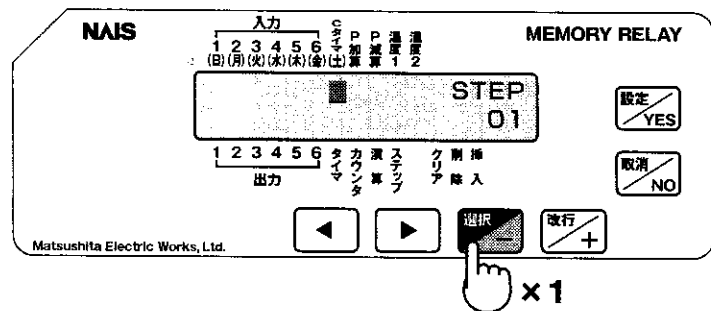 NAiS
MEMORY RELAY
入力
1 2 3 4 5 6
(日)(月)(火)(水)(木)(金)
Cタイマ(土)
P加算
P減算
温度1
温度2
STEP
01
1 2 3 4 5 6
出力
タイマ
カウンタ
演算
ステップ
クリア
削除
挿入
設定
YES
取消
NO
選択
−
改行
+
Matsushita Electric Works, Ltd.
×1